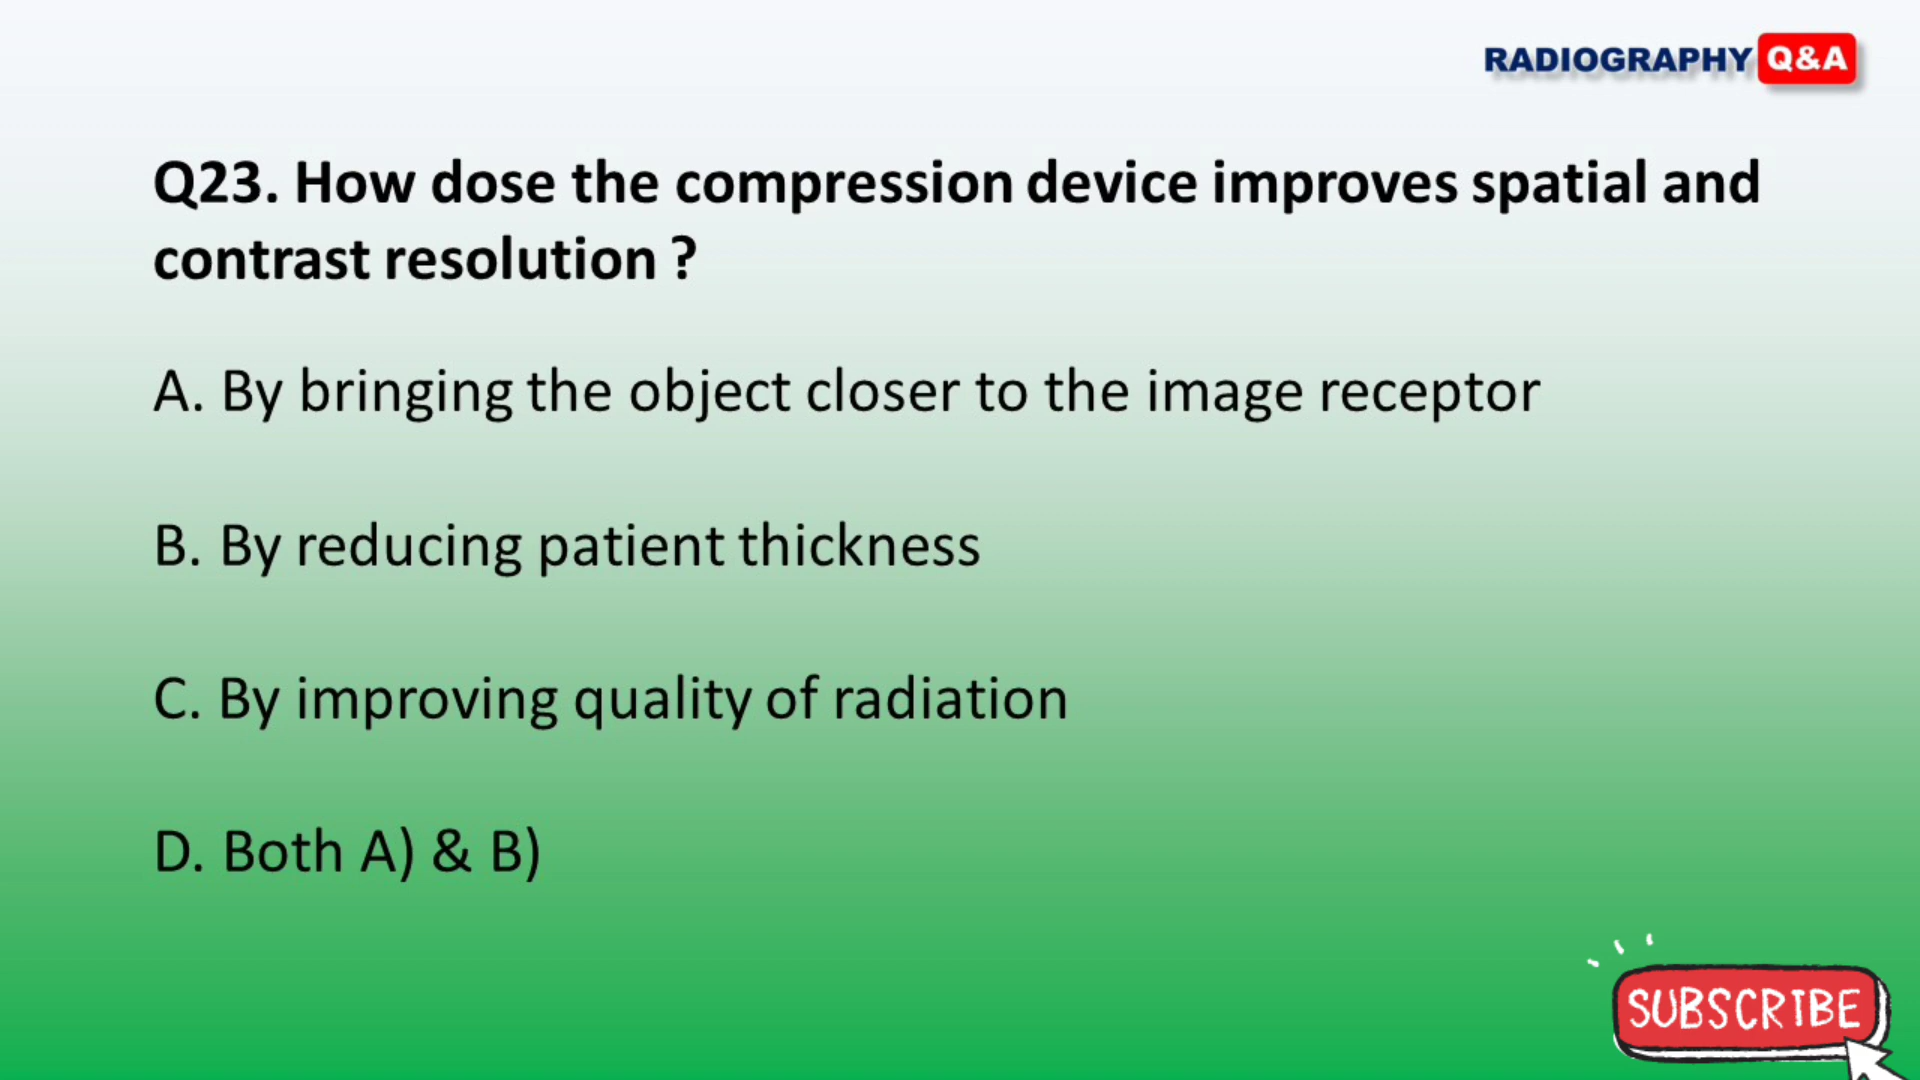 RADIOGRAPHY Q&A
Q23. How dose the compression device improves spatial and
contrast resolution ?
A. By bringing the object closer to the image receptor
B. By reducing patient thickness
C. By improving quality of radiation
D. Both A) & B)
SUBSCRIBE